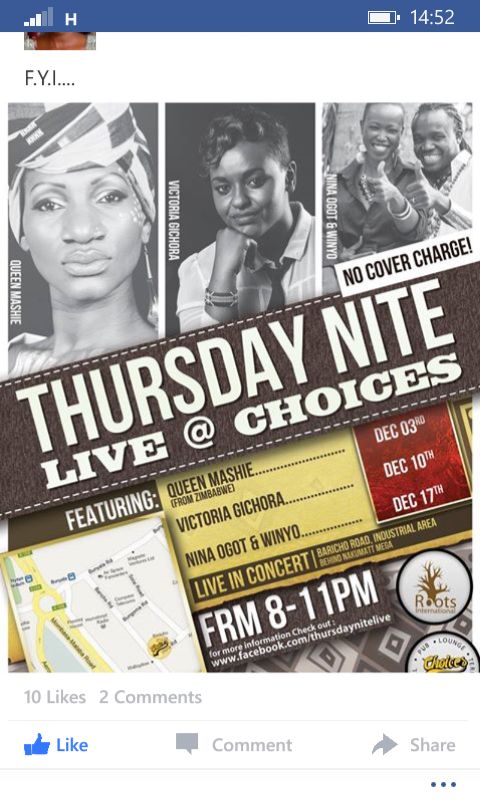 H 14:52
F.Y.I....
QUEEN MASHIE
VICTORIA GICHORA
NINA OGOT & WINYO
NO COVER CHARGE!
THURSDAY NITE
LIVE @ CHOICES
FEATURING:
QUEEN MASHIE
(FROM ZIMBABWE)
DEC 03RD
VICTORIA GICHORA
DEC 10TH
NINA OGOT & WINYO
DEC 17TH
LIVE IN CONCERT
BARICHO ROAD, INDUSTRIAL AREA
BEHIND NAKUMATT MEGA
FRM 8-11PM
for more information Check out :
www.facebook.com/thursdaynitelive
Roots
International
PUB • LOUNGE
Choices
10 Likes 2 Comments
Like Comment Share